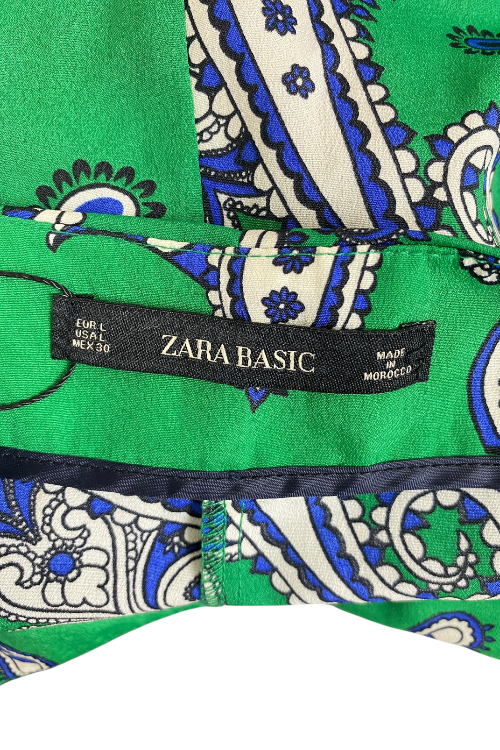 EUR L
USA L
MEX 30
ZARA BASIC
MADE
IN
MOROCCO